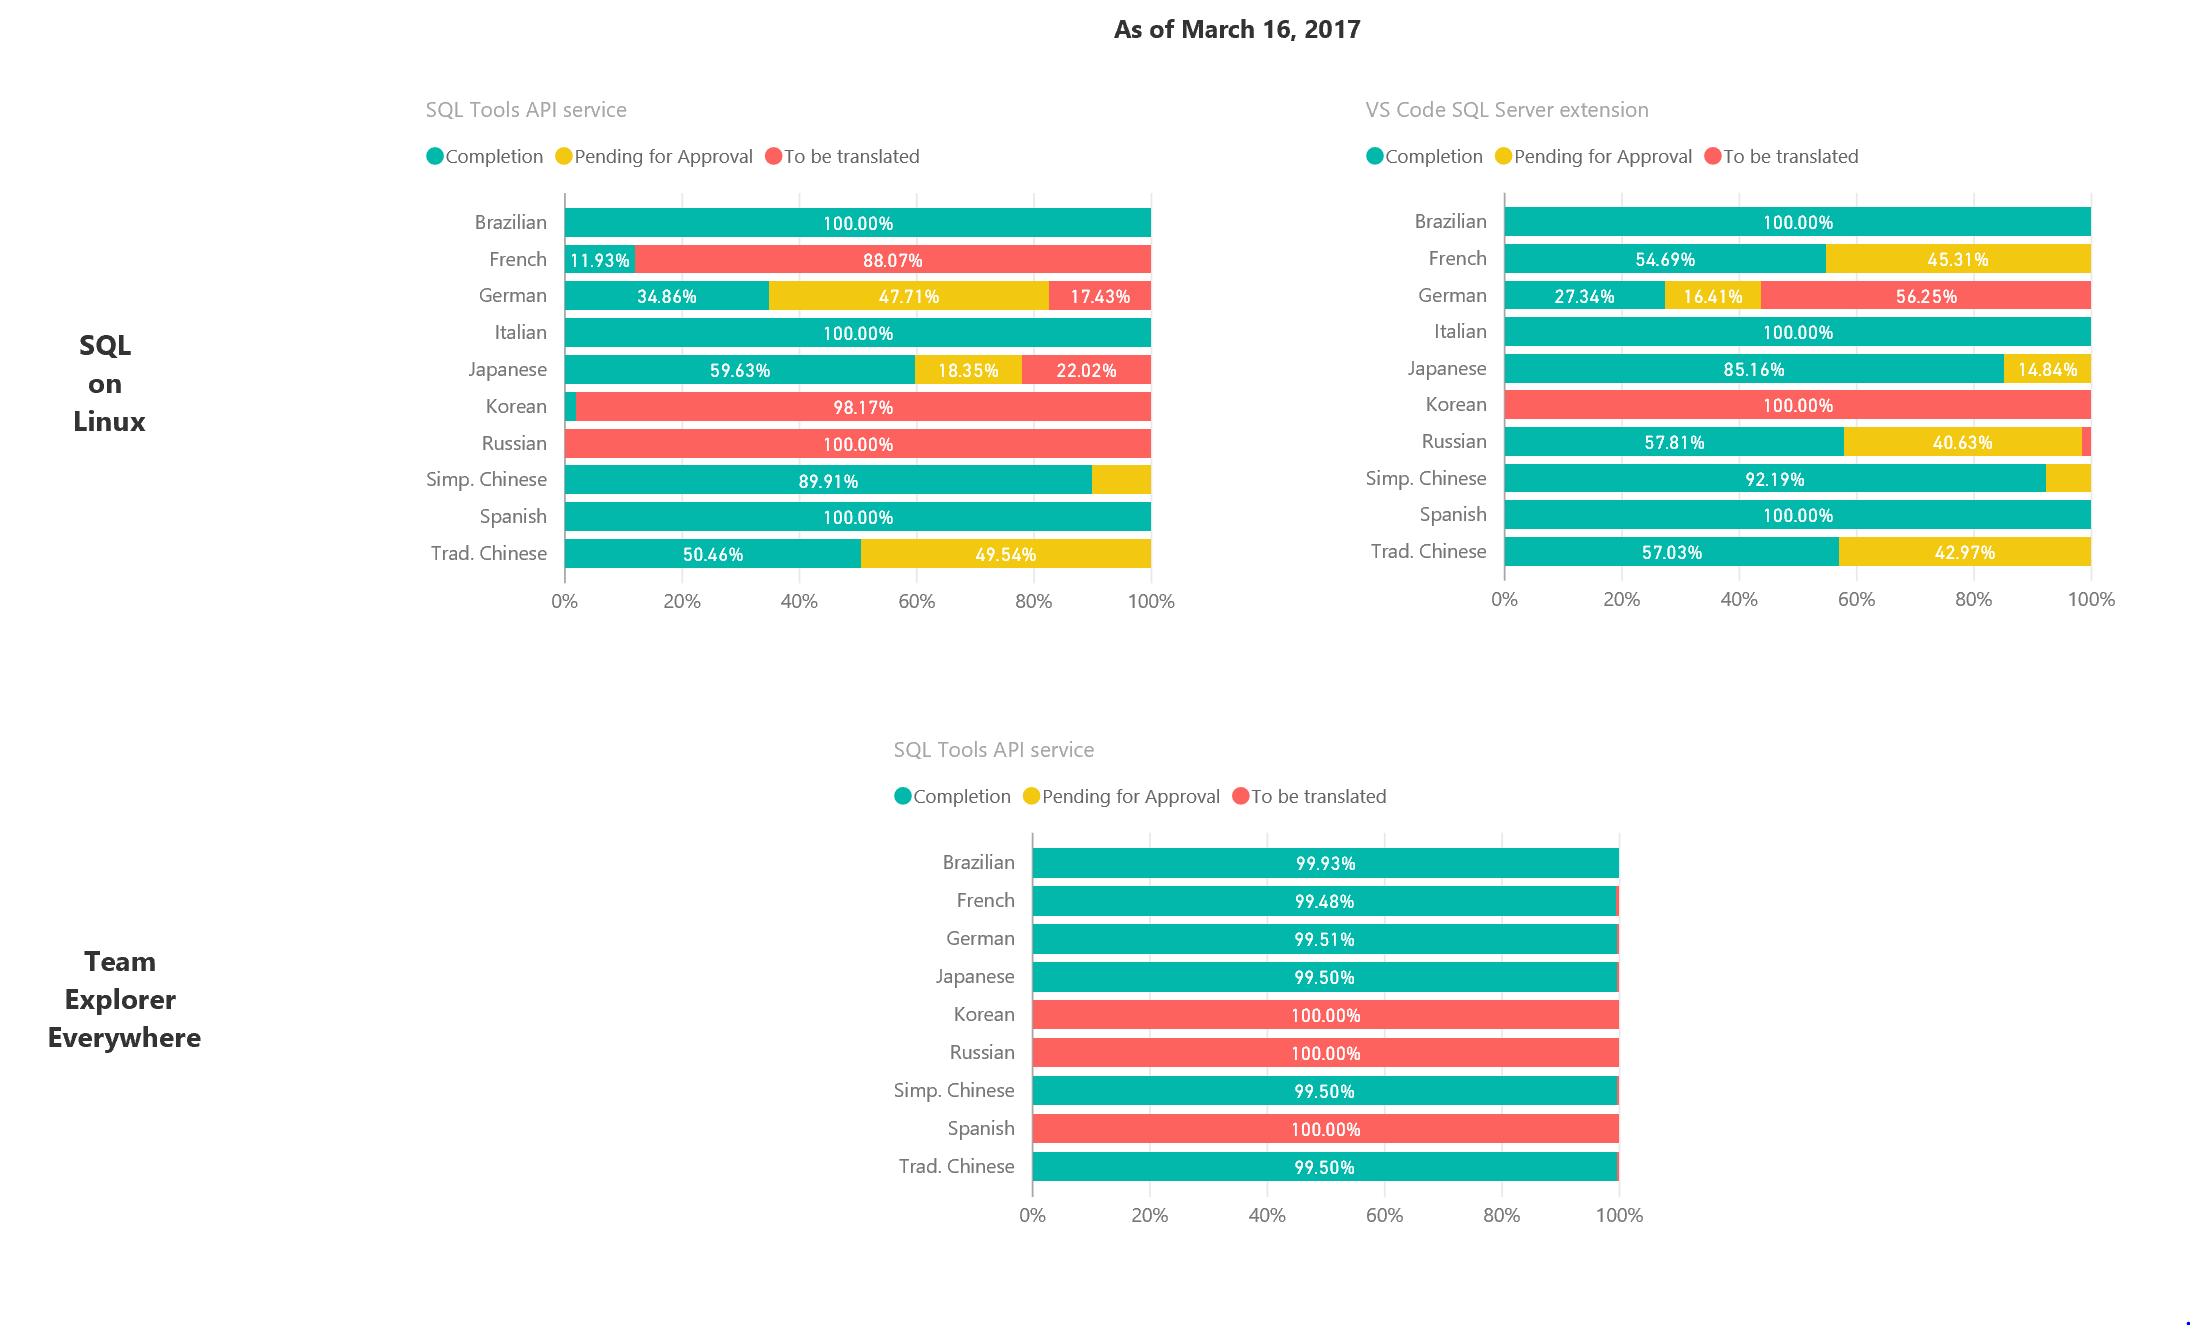 As of March 16, 2017
SQL
on
Linux
SQL Tools API service
Completion Pending for Approval To be translated
Brazilian 100.00%
French 11.93% 88.07%
German 34.86% 47.71% 17.43%
Italian 100.00%
Japanese 59.63% 18.35% 22.02%
Korean 98.17%
Russian 100.00%
Simp. Chinese 89.91%
Spanish 100.00%
Trad. Chinese 50.46% 49.54%
0% 20% 40% 60% 80% 100%
VS Code SQL Server extension
Completion Pending for Approval To be translated
Brazilian 100.00%
French 54.69% 45.31%
German 27.34% 16.41% 56.25%
Italian 100.00%
Japanese 85.16% 14.84%
Korean 100.00%
Russian 57.81% 40.63%
Simp. Chinese 92.19%
Spanish 100.00%
Trad. Chinese 57.03% 42.97%
0% 20% 40% 60% 80% 100%
Team
Explorer
Everywhere
SQL Tools API service
Completion Pending for Approval To be translated
Brazilian 99.93%
French 99.48%
German 99.51%
Japanese 99.50%
Korean 100.00%
Russian 100.00%
Simp. Chinese 99.50%
Spanish 100.00%
Trad. Chinese 99.50%
0% 20% 40% 60% 80% 100%